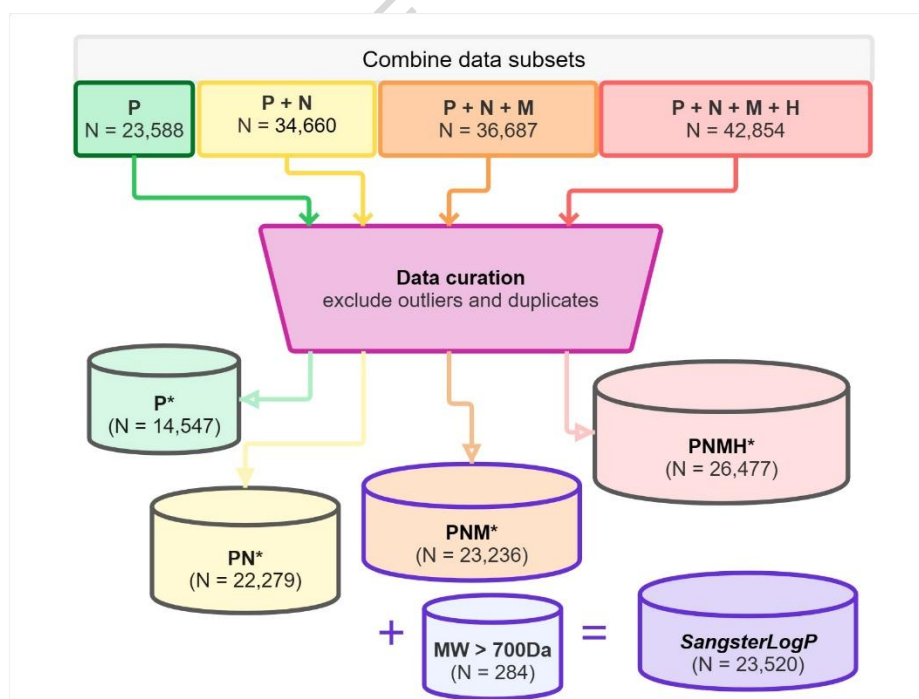 Combine data subsets
P
N = 23,588
P + N
N = 34,660
P + N + M
N = 36,687
P + N + M + H
N = 42,854
Data curation
exclude outliers and duplicates
P*
(N = 14,547)
PNMH*
(N = 26,477)
PN*
(N = 22,279)
PNM*
(N = 23,236)
+
MW > 700Da
(N = 284)
=
SangsterLogP
(N = 23,520)